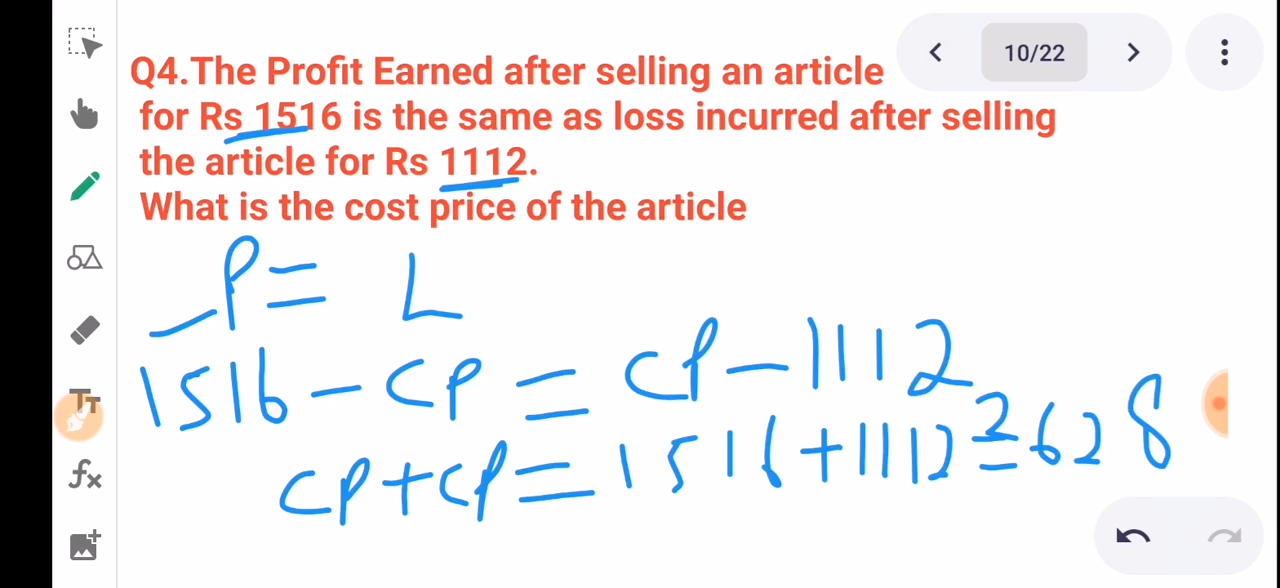 10/22
Q4.The Profit Earned after selling an article
for Rs 1516 is the same as loss incurred after selling
the article for Rs 1112.
What is the cost price of the article
P = L
1516 - CP = CP - 1112
CP + CP = 1516 + 1112 = 2628
TT
fx